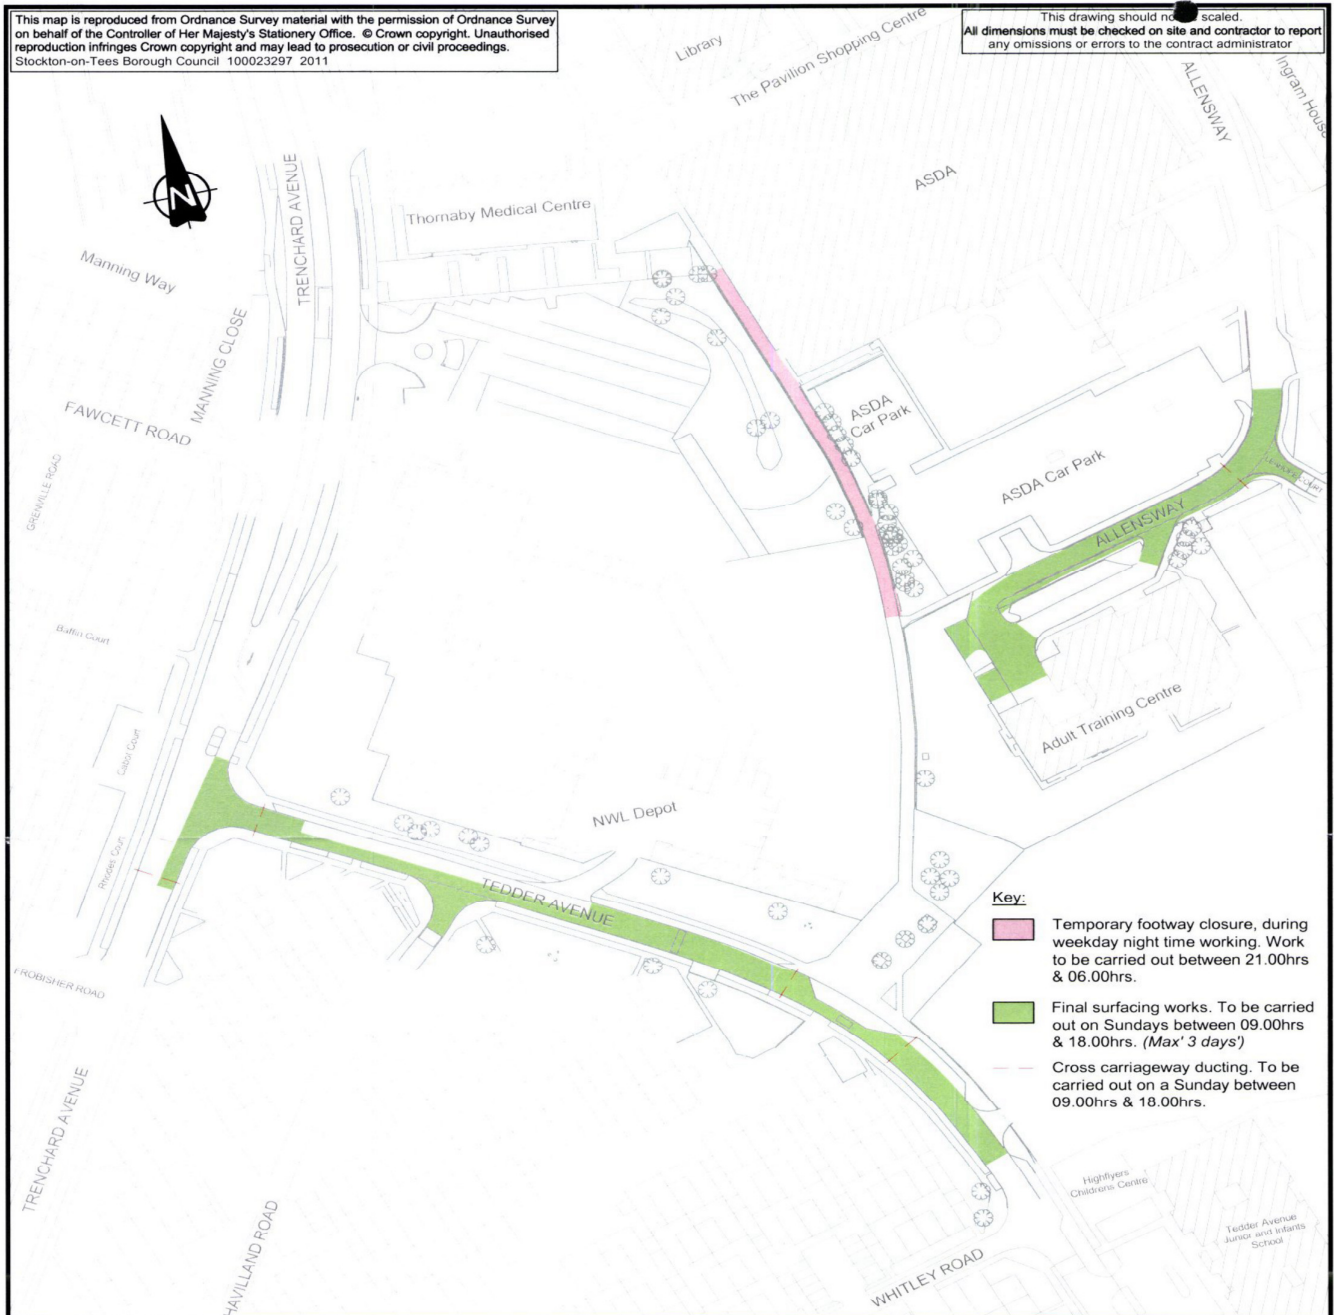 This map is reproduced from Ordnance Survey material with the permission of Ordnance Survey
on behalf of the Controller of Her Majesty's Stationery Office. © Crown copyright. Unauthorised
reproduction infringes Crown copyright and may lead to prosecution or civil proceedings.
Stockton-on-Tees Borough Council 100023297 2011
This drawing should no scaled.
All dimensions must be checked on site and contractor to report
any omissions or errors to the contract administrator
Library
The Pavilion Shopping Centre
ALLENSWAY
Ingram House
ASDA
N
TRENCHARD AVENUE
Thornaby Medical Centre
Manning Way
MANNING CLOSE
FAWCETT ROAD
GRENVILLE ROAD
ASDA
Car Park
ASDA Car Park
ALLENSWAY
COURT
Baffin Court
Adult Training Centre
Cabot Court
Rhodes Court
NWL Depot
TEDDER AVENUE
FROBISHER ROAD
Key:
Temporary footway closure, during
weekday night time working. Work
to be carried out between 21.00hrs
& 06.00hrs.
Final surfacing works. To be carried
out on Sundays between 09.00hrs
& 18.00hrs. (Max' 3 days')
Cross carriageway ducting. To be
carried out on a Sunday between
09.00hrs & 18.00hrs.
TRENCHARD AVENUE
HAVILLAND ROAD
WHITLEY ROAD
Highflyers
Childrens Centre
Tedder Avenue
Junior and Infants
School